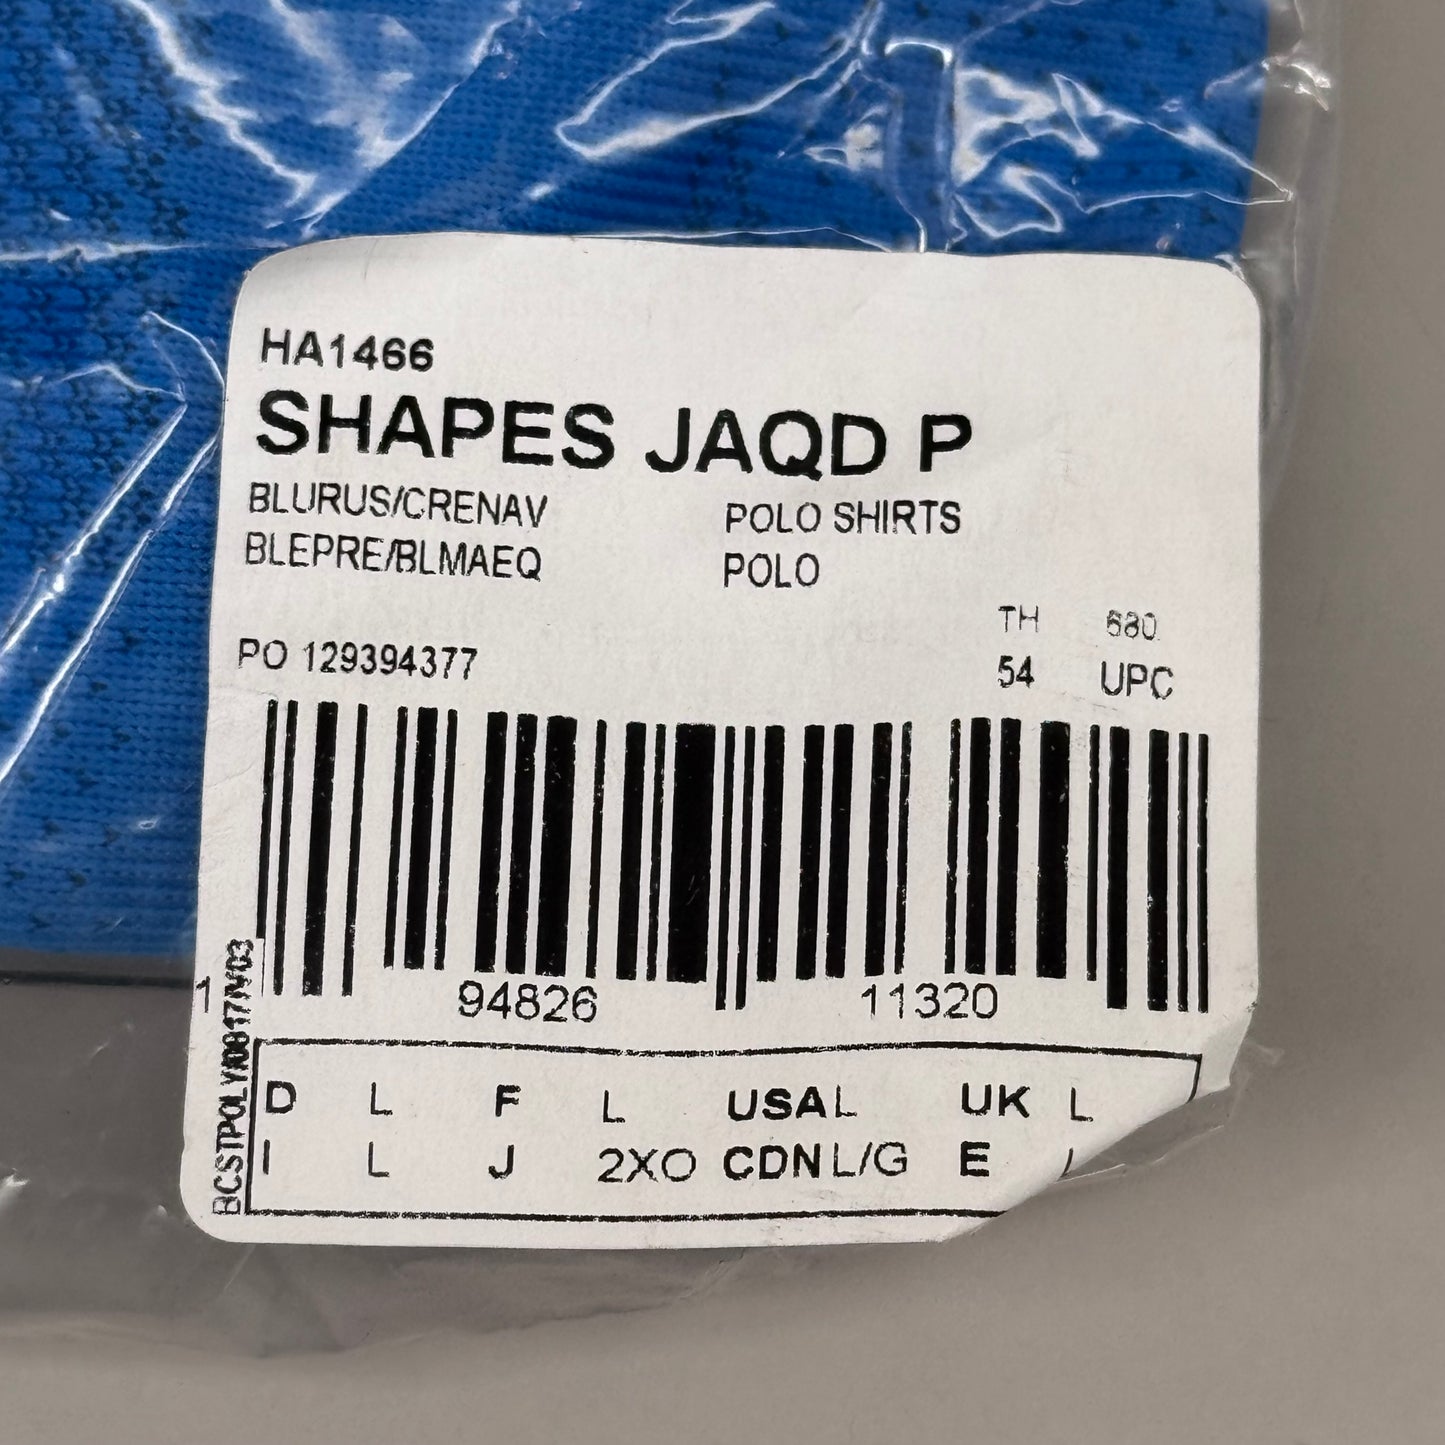 HA1466
SHAPES JAQD P
BLURUS/CRENAV POLO SHIRTS
BLEPRE/BLMAEQ POLO
TH 680
PO 129394377 54 UPC
1 94826 11320
D L F L USA L UK L
I L J 2XO CDN L/G E